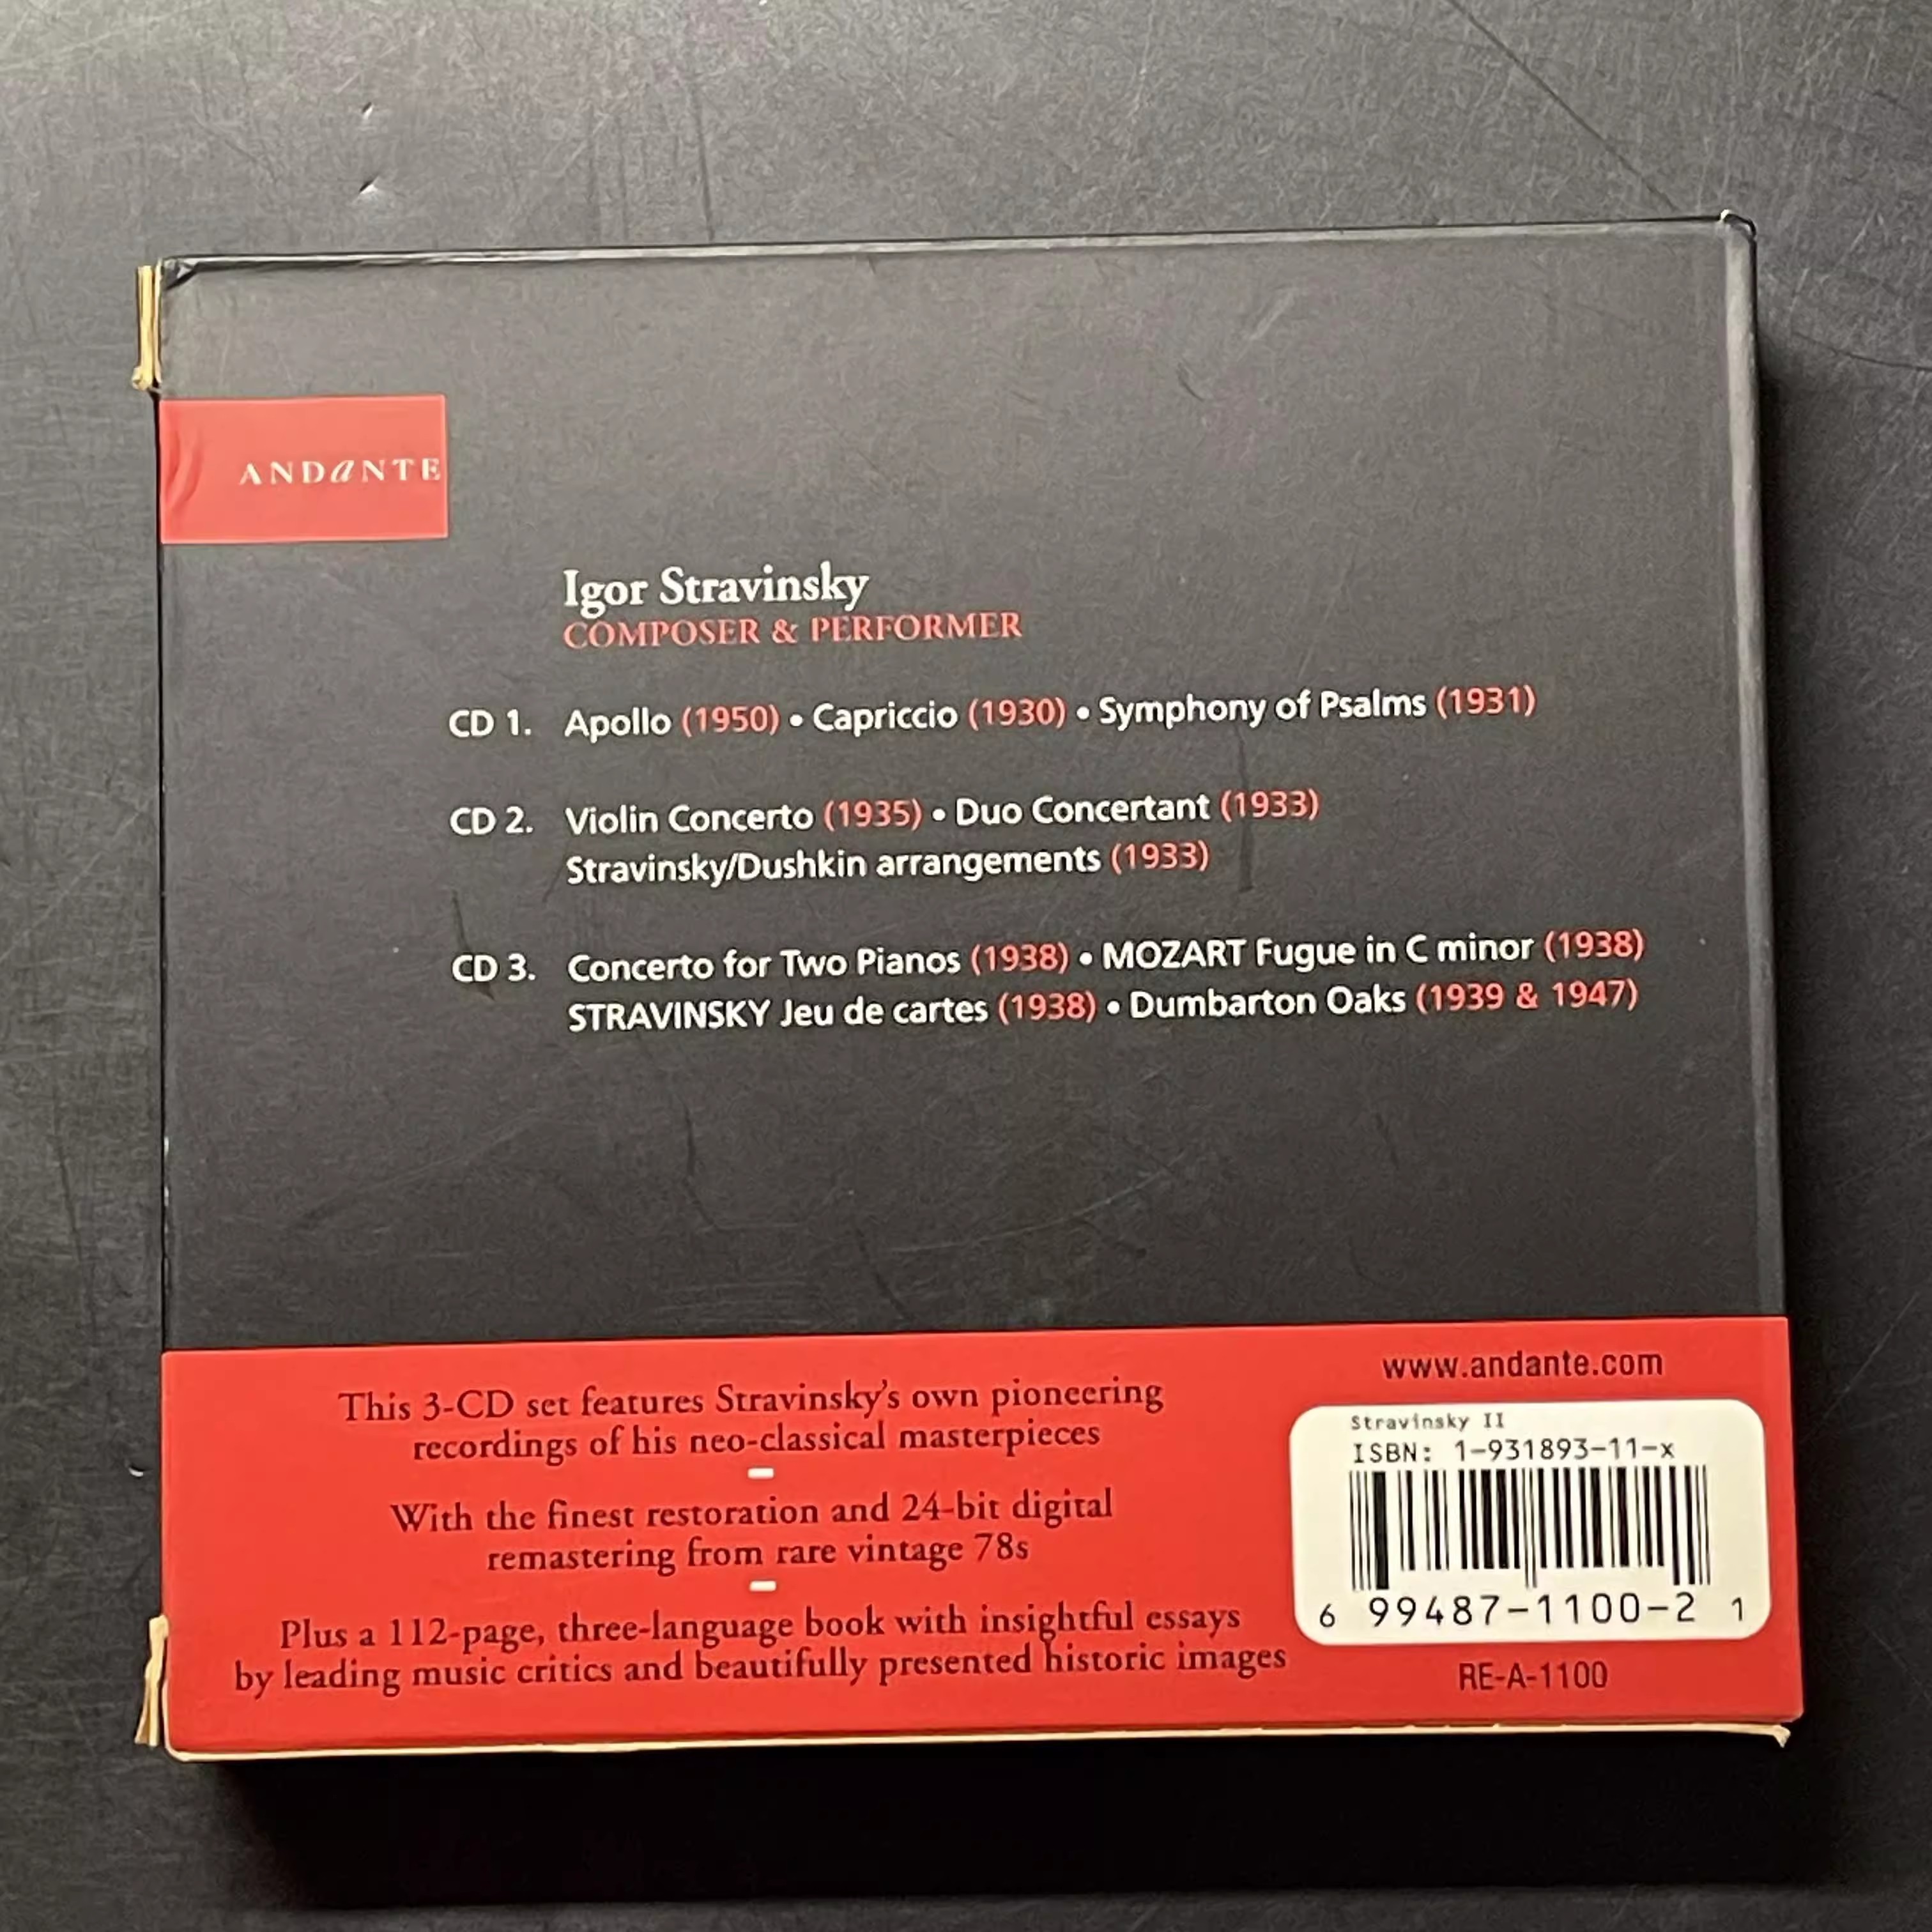 ANDaNTE
Igor Stravinsky
COMPOSER & PERFORMER
CD 1. Apollo (1950) • Capriccio (1930) • Symphony of Psalms (1931)
CD 2. Violin Concerto (1935) • Duo Concertant (1933)
Stravinsky/Dushkin arrangements (1933)
CD 3. Concerto for Two Pianos (1938) • MOZART Fugue in C minor (1938)
STRAVINSKY Jeu de cartes (1938) • Dumbarton Oaks (1939 & 1947)
This 3-CD set features Stravinsky's own pioneering
recordings of his neo-classical masterpieces
With the finest restoration and 24-bit digital
remastering from rare vintage 78s
Plus a 112-page, three-language book with insightful essays
by leading music critics and beautifully presented historic images
www.andante.com
Stravinsky II
ISBN: 1-931893-11-x
6 99487-1100-2 1
RE-A-1100